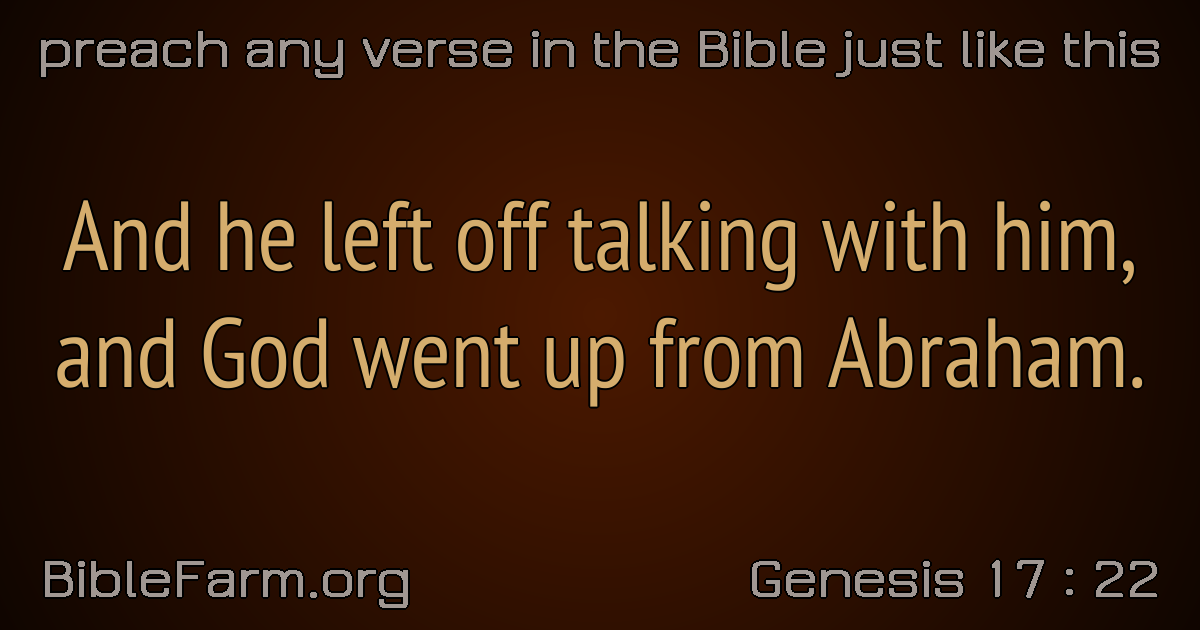 preach any verse in the Bible just like this
And he left off talking with him,
and God went up from Abraham.
BibleFarm.org
Genesis 17 : 22